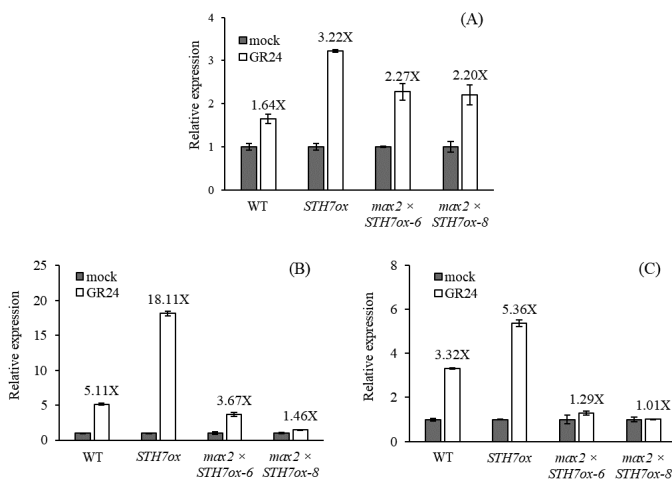 (A)
4
3
2
1
0
Relative expression
mock
GR24
1.64X
3.22X
2.27X
2.20X
WT
STH7ox
max2 ×
STH7ox-6
max2 ×
STH7ox-8
(B)
25
20
15
10
5
0
Relative expression
mock
GR24
5.11X
18.11X
3.67X
1.46X
WT
STH7ox
max2 ×
STH7ox-6
max2 ×
STH7ox-8
(C)
8
6
4
2
0
Relative expression
mock
GR24
3.32X
5.36X
1.29X
1.01X
WT
STH7ox
max2 ×
STH7ox-6
max2 ×
STH7ox-8